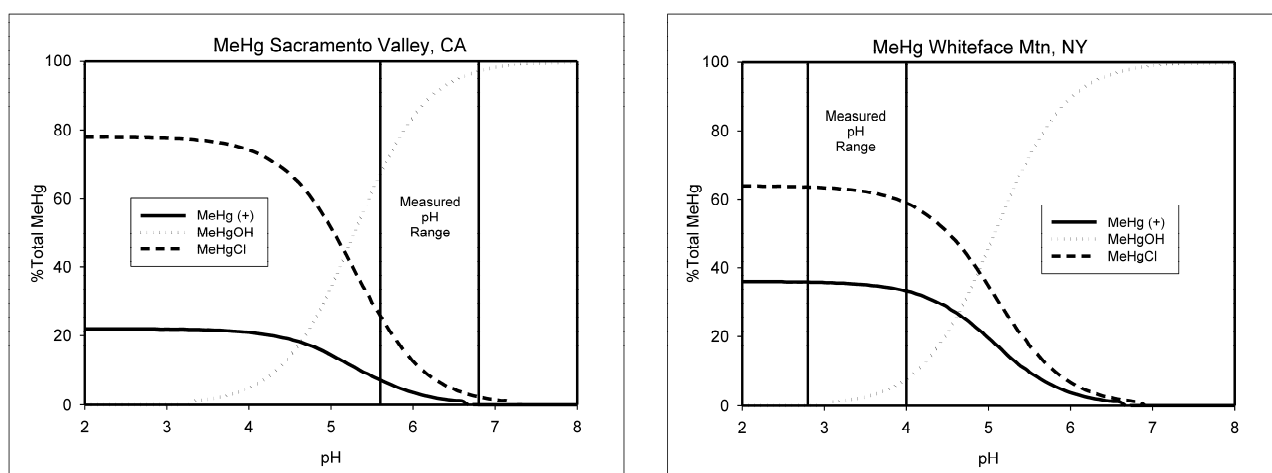 MeHg Sacramento Valley, CA
100
80
60
40
20
0
%Total MeHg
MeHg (+)
MeHgOH
MeHgCl
Measured
pH
Range
2 3 4 5 6 7 8
pH
MeHg Whiteface Mtn, NY
100
80
60
40
20
0
%Total MeHg
Measured
pH
Range
MeHg (+)
MeHgOH
MeHgCl
2 3 4 5 6 7 8
pH